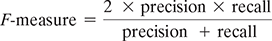 F-measure = 2 × precision × recall
precision + recall